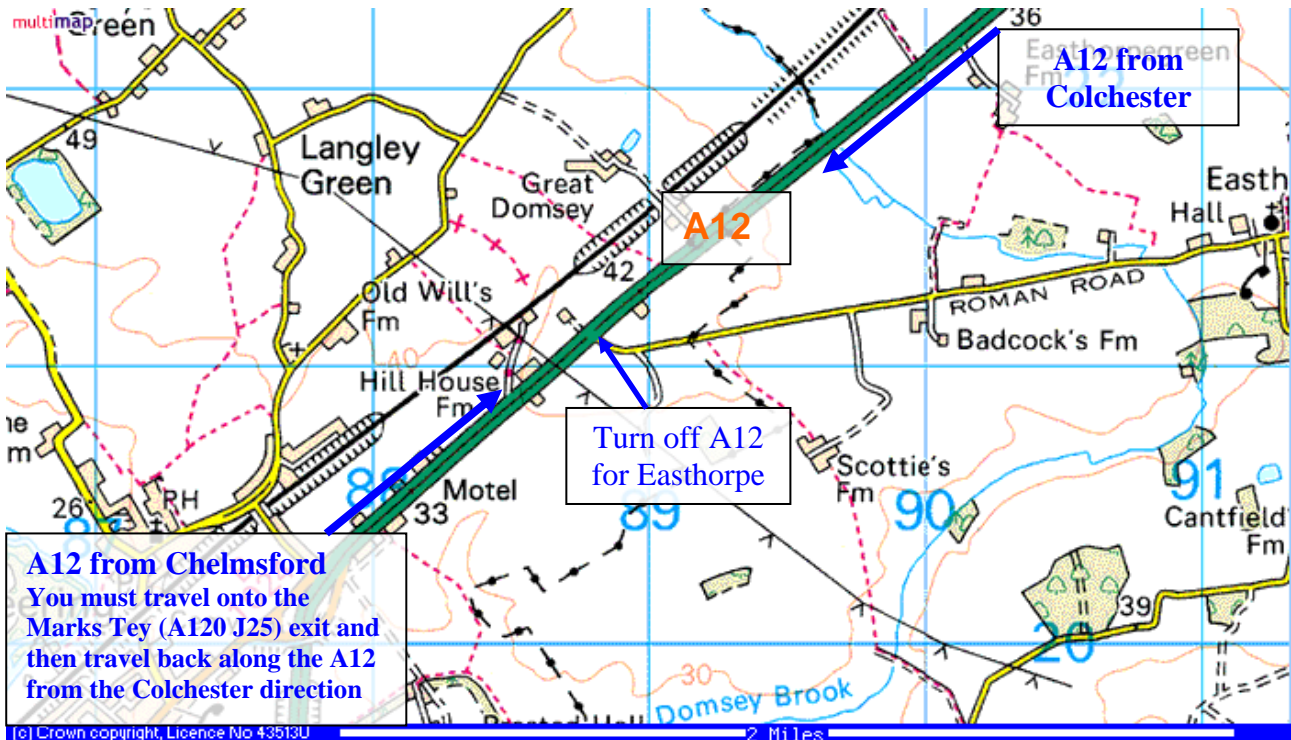 multimap
Green
36
A12 from
Colchester
Easthorpegreen
Fm
49
Langley
Green
Great
Domsey
A12
42
Easth
Hall
ROMAN ROAD
Badcock's Fm
Old Will's
Fm
40
Hill House
Fm
Turn off A12
for Easthorpe
Motel
33
88
89
90
91
Scottie's
Fm
Cantfield
Fm
26
PH
87
39
20
30
Domsey Brook
A12 from Chelmsford
You must travel onto the
Marks Tey (A120 J25) exit and
then travel back along the A12
from the Colchester direction
(c) Crown copyright, Licence No 43513U
2 Miles